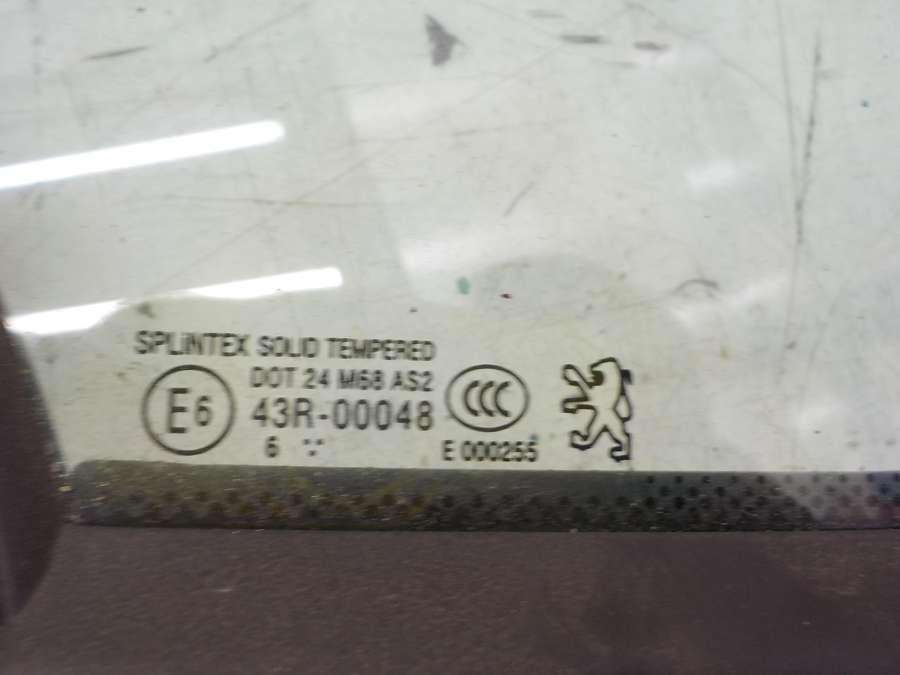 SPLINTEX SOLID TEMPERED
DOT 24 M68 AS2
E6 43R-00048 CCC
6 E 000255